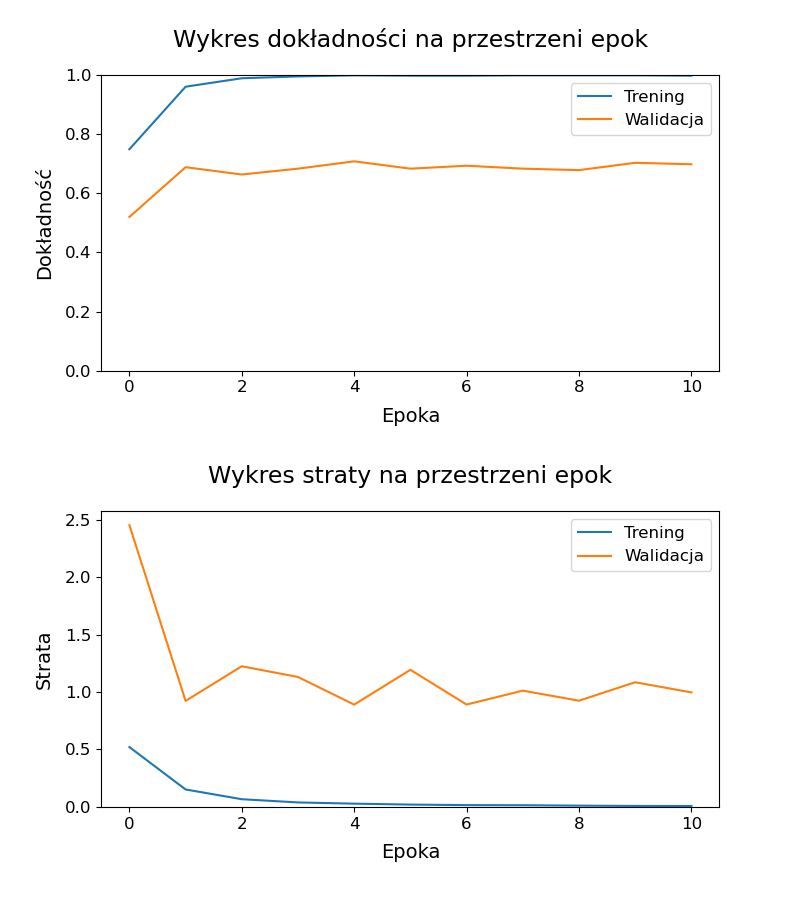 Wykres dokładności na przestrzeni epok
1.0
0.8
0.6
0.4
0.2
0.0
Dokładność
Trening
Walidacja
0 2 4 6 8 10
Epoka
Wykres straty na przestrzeni epok
2.5
2.0
1.5
1.0
0.5
0.0
Strata
Trening
Walidacja
0 2 4 6 8 10
Epoka